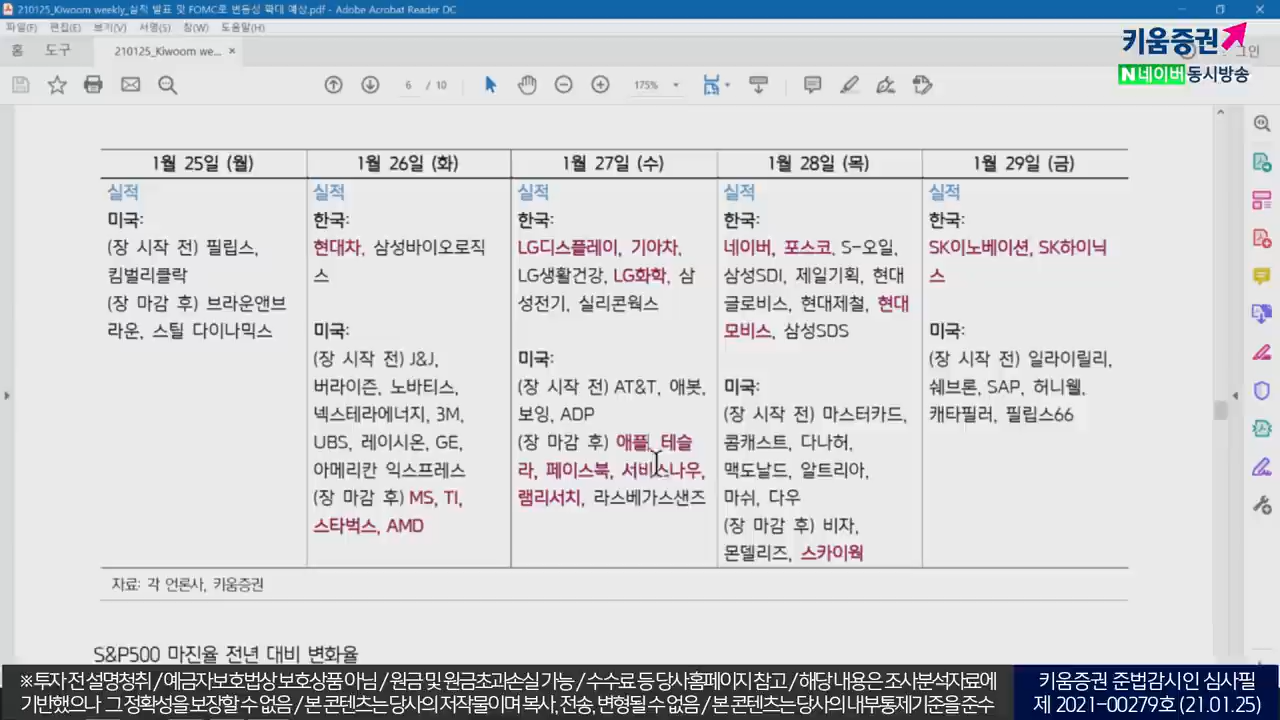 210125_Kiwoom weekly_실적 발표 및 FOMC로 변동성 확대 예상.pdf - Adobe Acrobat Reader DC
파일(F) 편집(E) 보기(V) 서명(S) 창(W) 도움말(H)
홈 도구 210125_Kiwoom we... ×
키움증권
N네이버 동시방송
6 / 10 175%
1월 25일 (월) 1월 26일 (화) 1월 27일 (수) 1월 28일 (목) 1월 29일 (금)
실적
미국:
(장 시작 전) 필립스,
킴벌리클락
(장 마감 후) 브라운앤브
라운, 스틸 다이나믹스
실적
한국:
현대차, 삼성바이오로직
스
미국:
(장 시작 전) J&J,
버라이즌, 노바티스,
넥스테라에너지, 3M,
UBS, 레이시온, GE,
아메리칸 익스프레스
(장 마감 후) MS, TI,
스타벅스, AMD
실적
한국:
LG디스플레이, 기아차,
LG생활건강, LG화학, 삼
성전기, 실리콘웍스
미국:
(장 시작 전) AT&T, 애봇,
보잉, ADP
(장 마감 후) 애플, 테슬
라, 페이스북, 서비스나우,
램리서치, 라스베가스샌즈
실적
한국:
네이버, 포스코, S-오일,
삼성SDI, 제일기획, 현대
글로비스, 현대제철, 현대
모비스, 삼성SDS
미국:
(장 시작 전) 마스터카드,
콤캐스트, 다나허,
맥도날드, 알트리아,
마쉬, 다우
(장 마감 후) 비자,
몬델리즈, 스카이웍
실적
한국:
SK이노베이션, SK하이닉
스
미국:
(장 시작 전) 일라이릴리,
쉐브론, SAP, 허니웰,
캐타필러, 필립스66
자료: 각 언론사, 키움증권
S&P500 마진율 전년 대비 변화율
※ 투자 전 설명청취 / 예금자보호법상 보호상품 아님 / 원금 및 원금초과손실 가능 / 수수료 등 당사홈페이지 참고 / 해당 내용은 조사분석자료에
기반했으나 그 정확성을 보장할 수 없음 / 본 콘텐츠는 당사의 저작물이며 복사, 전송, 변형될 수 없음 / 본 콘텐츠는 당사의 내부통제기준을 준수
키움증권 준법감시인 심사필
제 2021-00279호 (21.01.25)